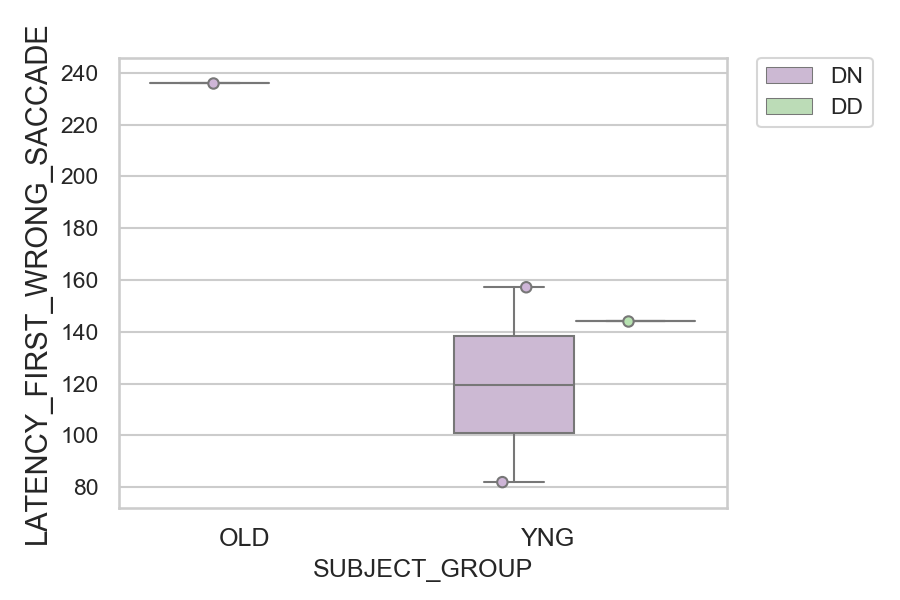 LATENCY_FIRST_WRONG_SACCADE
240
220
200
180
160
140
120
100
80
OLD YNG
SUBJECT_GROUP
DN
DD